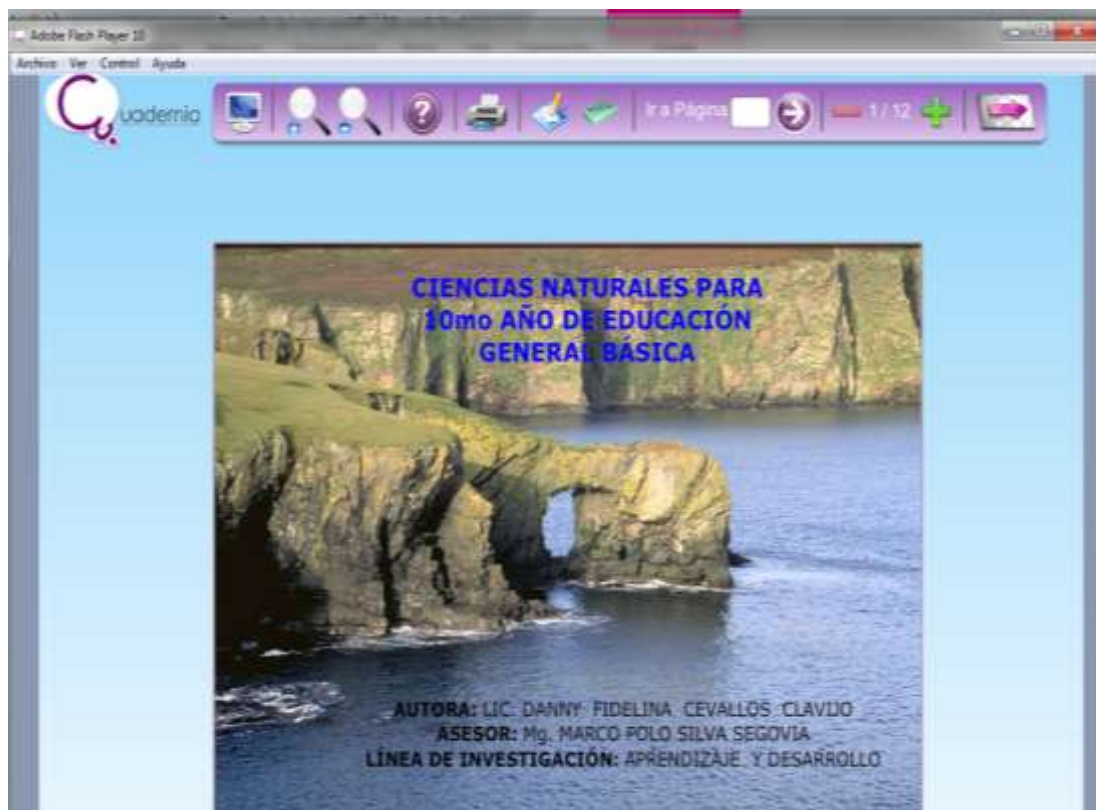 Adobe Flash Player 10
Archivo Ver Control Ayuda
Cuadernia
Ir a Página
1 / 12
CIENCIAS NATURALES PARA
10mo AÑO DE EDUCACIÓN
GENERAL BÁSICA
AUTORA: LIC. DANNY FIDELINA CEVALLOS CLAVIJO
ASESOR: Mg. MARCO POLO SILVA SEGOVIA
LÍNEA DE INVESTIGACIÓN: APRENDIZAJE Y DESARROLLO